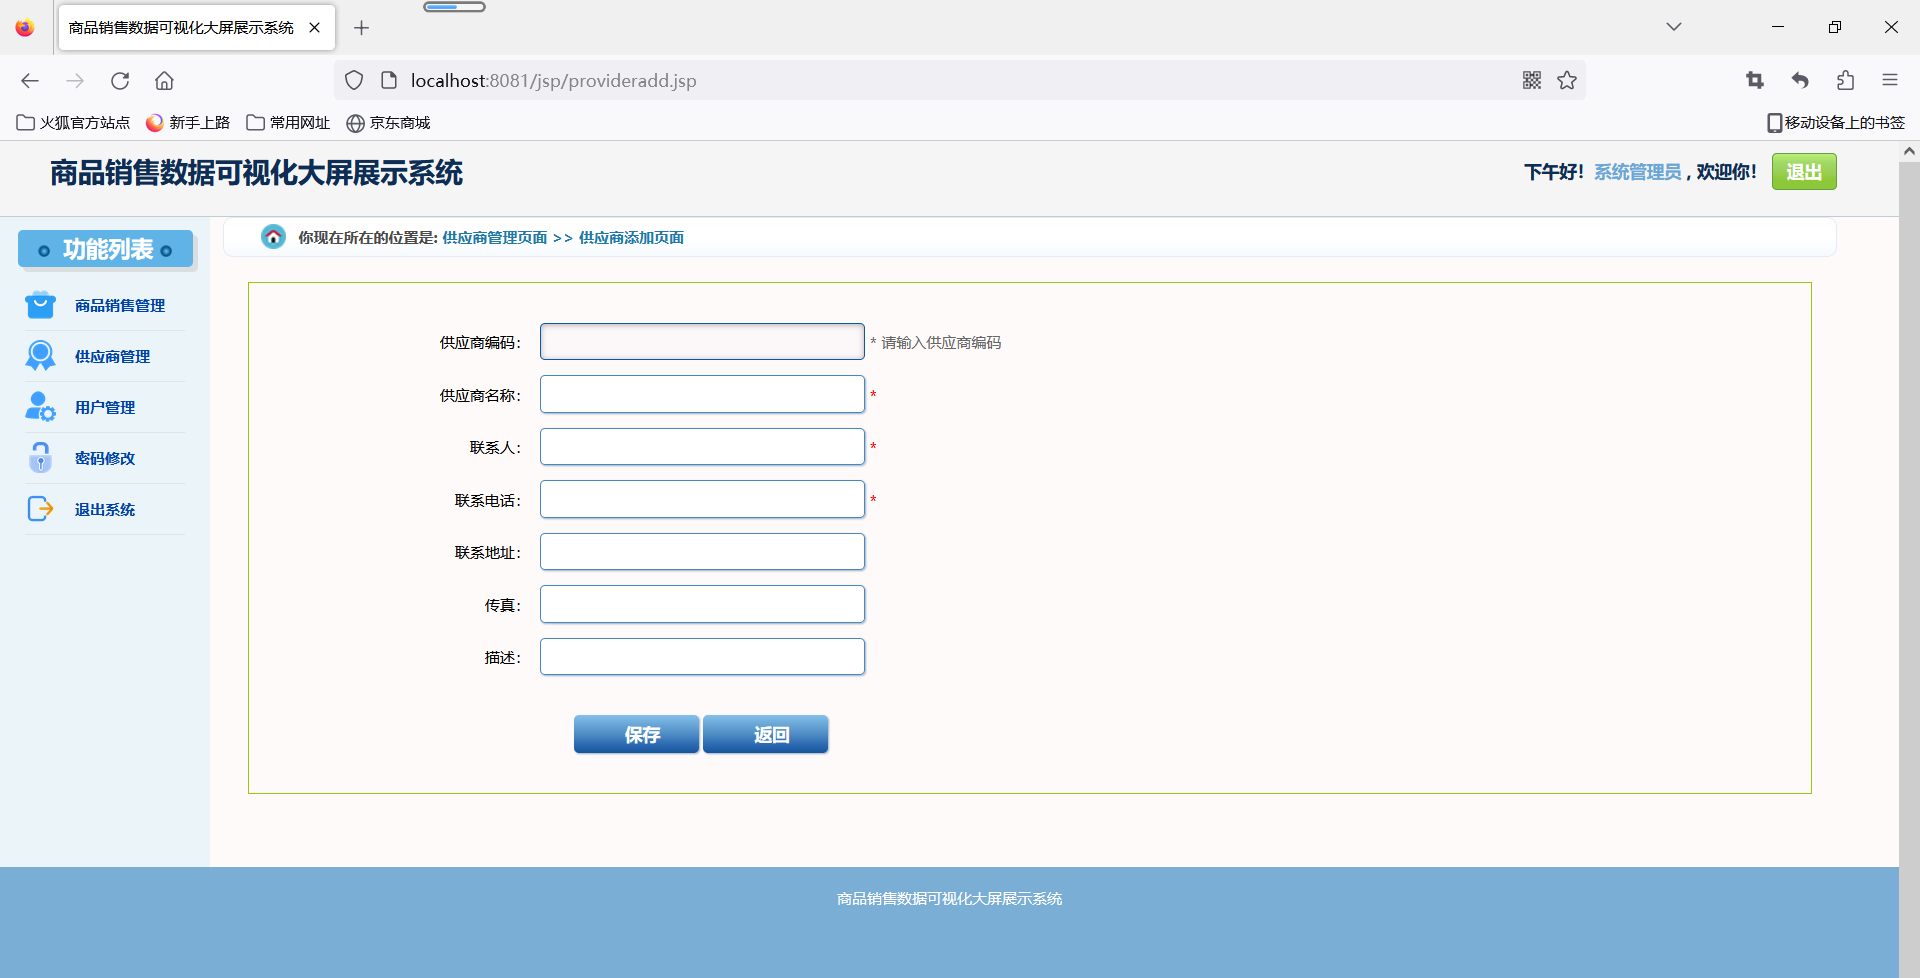 商品销售数据可视化大屏展示系统
localhost:8081/jsp/provideradd.jsp
火狐官方站点 新手上路 常用网址 京东商城 移动设备上的书签
商品销售数据可视化大屏展示系统
下午好！系统管理员，欢迎你！ 退出
功能列表
商品销售管理
供应商管理
用户管理
密码修改
退出系统
你现在所在的位置是: 供应商管理页面 >> 供应商添加页面
供应商编码： * 请输入供应商编码
供应商名称： *
联系人： *
联系电话： *
联系地址：
传真：
描述：
保存 返回
商品销售数据可视化大屏展示系统